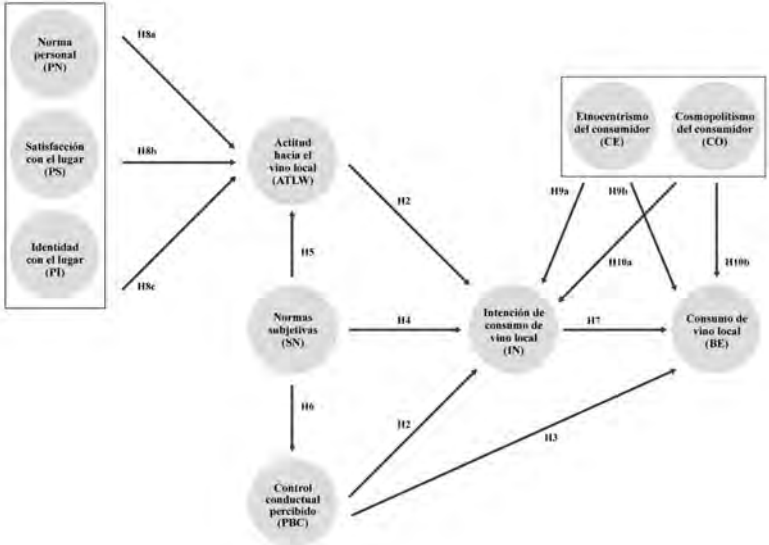 Norma
personal
(PN)
Satisfacción
con el lugar
(PS)
Identidad
con el lugar
(PI)
H8a
H8b
H8c
Actitud
hacia el
vino local
(ATLW)
H5
Normas
subjetivas
(SN)
H6
Control
conductual
percibido
(PBC)
H2
H4
H2
H3
Intención de
consumo de
vino local
(IN)
H7
Etnocentrismo
del consumidor
(CE)
Cosmopolitismo
del consumidor
(CO)
H9a
H9b
H10a
H10b
Consumo de
vino local
(BE)